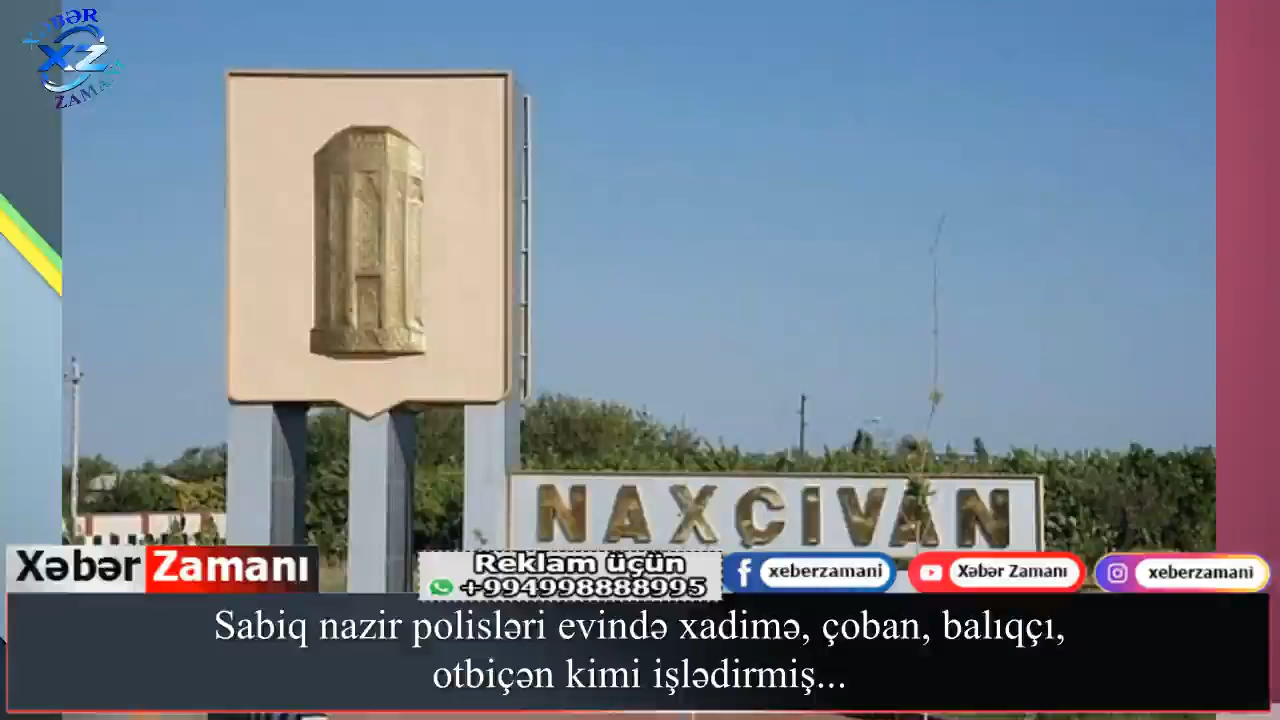 XƏBƏR
XZ
ZAMANI
NAXÇIVAN
Xəbər Zamanı
Reklam üçün
+994998888995
xeberzamani
Xəbər Zamanı
xeberzamani
Sabiq nazir polisləri evində xadimə, çoban, balıqçı,
otbiçən kimi işlədirmiş...